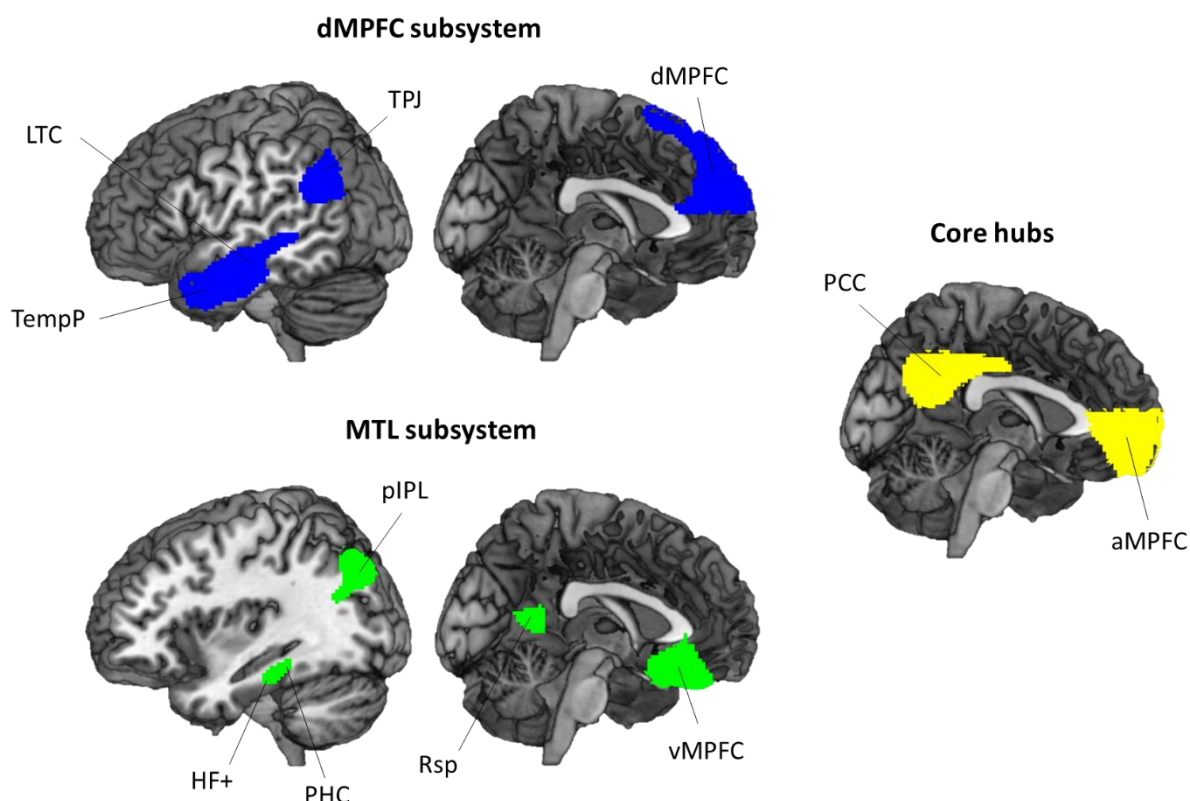 dMPFC subsystem
TPJ
dMPFC
LTC
TempP
Core hubs
PCC
aMPFC
MTL subsystem
pIPL
HF+
PHC
Rsp
vMPFC